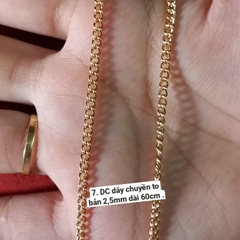 7. DC dây chuyền to
bản 2,5mm dài 60cm .